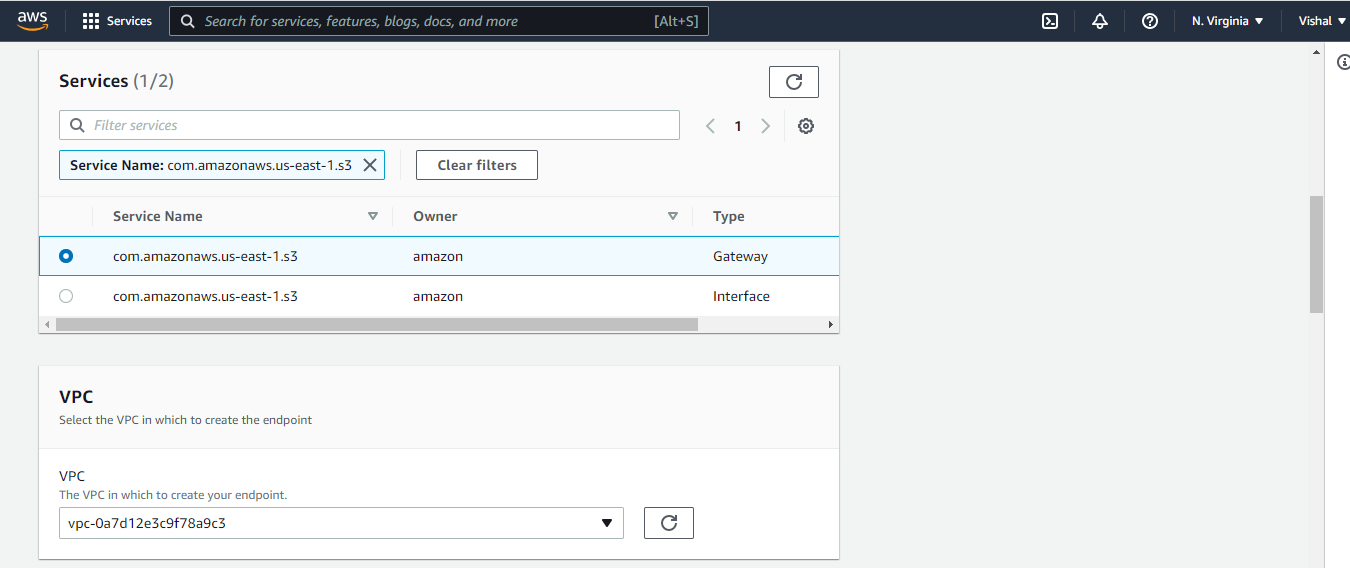 aws Services Search for services, features, blogs, docs, and more [Alt+S] N. Virginia Vishal
Services (1/2)
Filter services 1
Service Name: com.amazonaws.us-east-1.s3 Clear filters
Service Name Owner Type
com.amazonaws.us-east-1.s3 amazon Gateway
com.amazonaws.us-east-1.s3 amazon Interface
VPC
Select the VPC in which to create the endpoint
VPC
The VPC in which to create your endpoint.
vpc-0a7d12e3c9f78a9c3